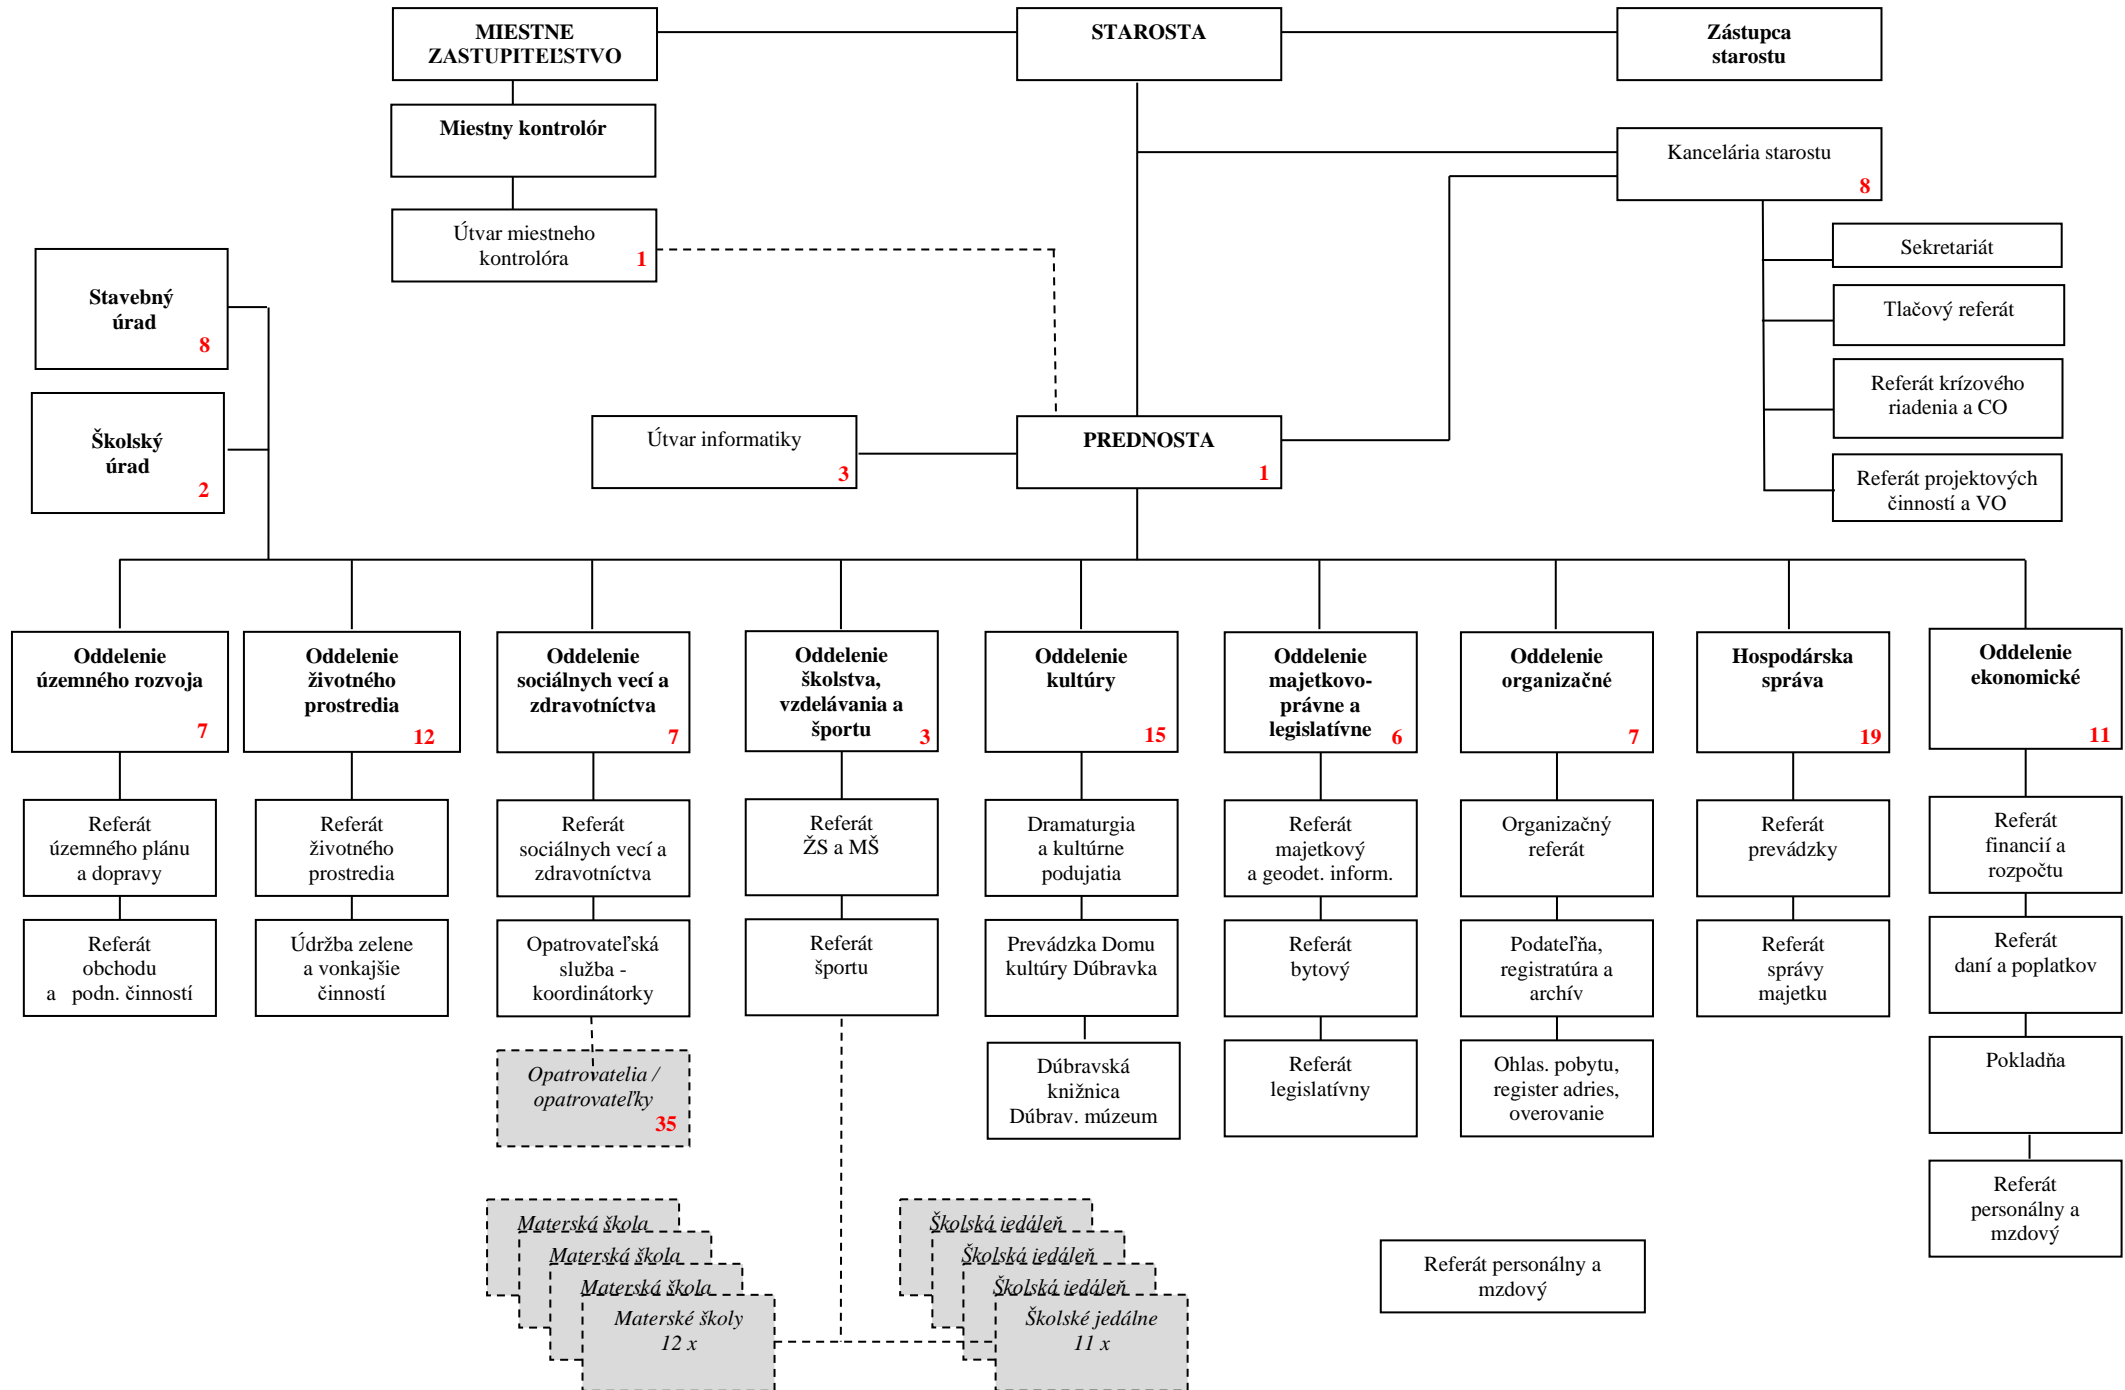 MIESTNE
ZASTUPITEĽSTVO
STAROSTA
Zástupca
starostu
Miestny kontrolór
Kancelária starostu
8
Útvar miestneho
kontrolóra
1
Sekretariát
Stavebný
úrad
8
Tlačový referát
Referát krízového
riadenia a CO
Školský
úrad
2
Útvar informatiky
3
PREDNOSTA
1
Referát projektových
činností a VO
Oddelenie
územného rozvoja
7
Oddelenie
životného
prostredia
12
Oddelenie
sociálnych vecí a
zdravotníctva
7
Oddelenie
školstva,
vzdelávania a
športu
3
Oddelenie
kultúry
15
Oddelenie
majetkovo-
právne a
legislatívne
6
Oddelenie
organizačné
7
Hospodárska
správa
19
Oddelenie
ekonomické
11
Referát
územného plánu
a dopravy
Referát
životného
prostredia
Referát
sociálnych vecí a
zdravotníctva
Referát
ŽS a MŠ
Dramaturgia
a kultúrne
podujatia
Referát
majetkový
a geodet. inform.
Organizačný
referát
Referát
prevádzky
Referát
financií a
rozpočtu
Referát
obchodu
a podn. činností
Údržba zelene
a vonkajšie
činností
Opatrovateľská
služba -
koordinátorky
Referát
športu
Prevádzka Domu
kultúry Dúbravka
Referát
bytový
Podateľňa,
registratúra a
archív
Referát
správy
majetku
Referát
daní a poplatkov
Opatrovatelia /
opatrovateľky
35
Dúbravská
knižnica
Dúbrav. múzeum
Referát
legislatívny
Ohlas. pobytu,
register adries,
overovanie
Pokladňa
Referát
personálny a
mzdový
Materská škola
Materská škola
Materská škola
Materské školy
12 x
Školská jedáleň
Školská jedáleň
Školská jedáleň
Školské jedálne
11 x
Referát personálny a
mzdový